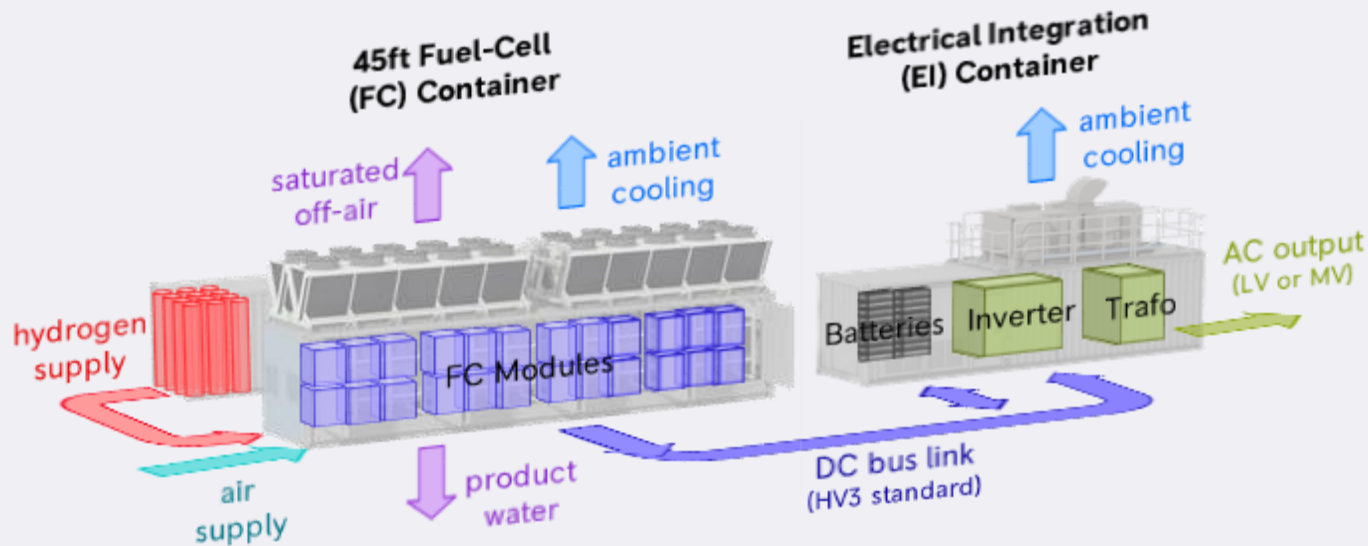 45ft Fuel-Cell
(FC) Container
Electrical Integration
(EI) Container
saturated
off-air
ambient
cooling
ambient
cooling
AC output
(LV or MV)
hydrogen
supply
FC Modules
Batteries
Inverter
Trafo
air
supply
product
water
DC bus link
(HV3 standard)